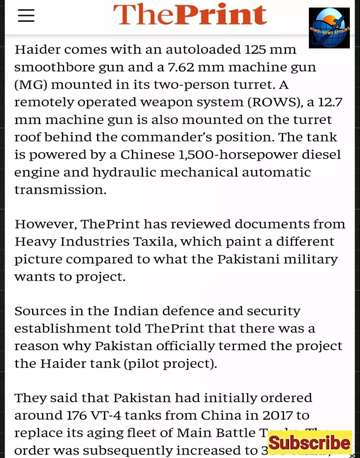 ThePrint
Haider comes with an autoloaded 125 mm
smoothbore gun and a 7.62 mm machine gun
(MG) mounted in its two-person turret. A
remotely operated weapon system (ROWS), a 12.7
mm machine gun is also mounted on the turret
roof behind the commander's position. The tank
is powered by a Chinese 1,500-horsepower diesel
engine and hydraulic mechanical automatic
transmission.
However, ThePrint has reviewed documents from
Heavy Industries Taxila, which paint a different
picture compared to what the Pakistani military
wants to project.
Sources in the Indian defence and security
establishment told ThePrint that there was a
reason why Pakistan officially termed the project
the Haider tank (pilot project).
They said that Pakistan had initially ordered
around 176 VT-4 tanks from China in 2017 to
replace its aging fleet of Main Battle
order was subsequently increased to
Subscribe